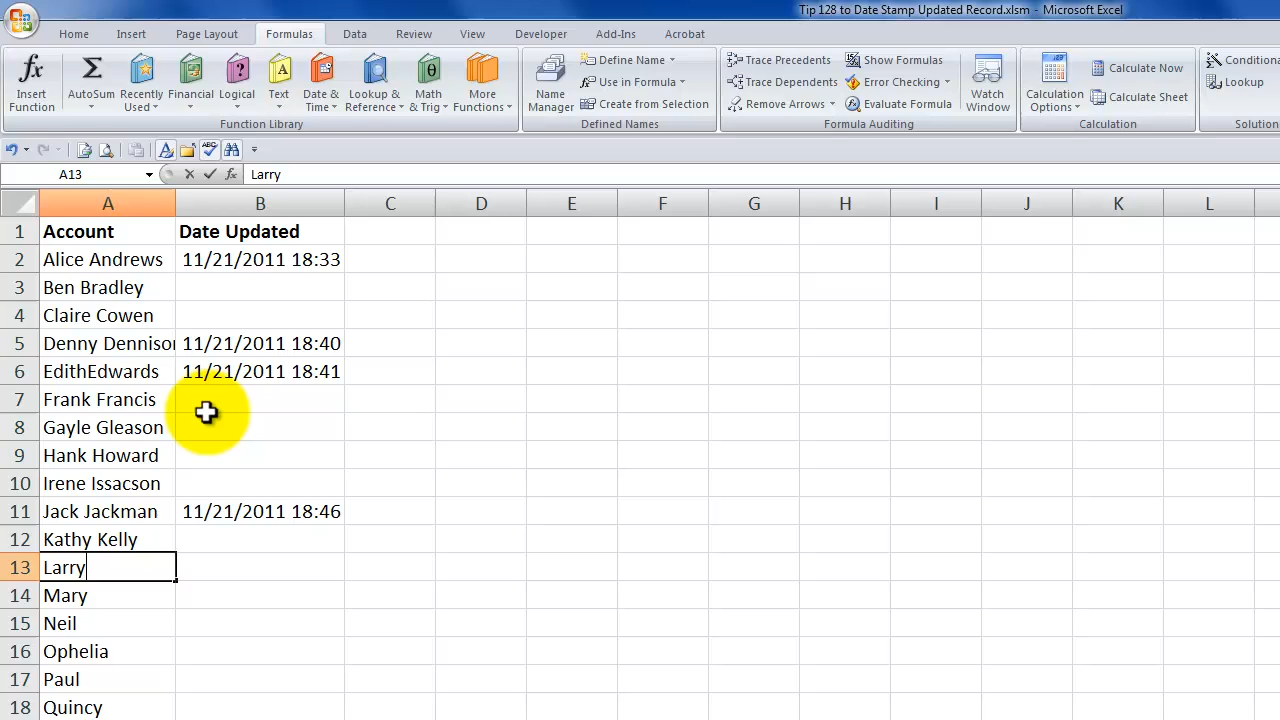 Tip 128 to Date Stamp Updated Record.xlsm - Microsoft Excel
Home Insert Page Layout Formulas Data Review View Developer Add-Ins Acrobat
Insert Function
AutoSum
Recently Used
Financial
Logical
Text
Date & Time
Lookup & Reference
Math & Trig
More Functions
Function Library
Name Manager
Define Name
Use in Formula
Create from Selection
Defined Names
Trace Precedents
Trace Dependents
Remove Arrows
Show Formulas
Error Checking
Evaluate Formula
Formula Auditing
Watch Window
Calculation Options
Calculate Now
Calculate Sheet
Calculation
Conditiona
Lookup
Solution
A13 fx Larry
A B C D E F G H I J K L
1 Account Date Updated
2 Alice Andrews 11/21/2011 18:33
3 Ben Bradley
4 Claire Cowen
5 Denny Dennison 11/21/2011 18:40
6 EdithEdwards 11/21/2011 18:41
7 Frank Francis
8 Gayle Gleason
9 Hank Howard
10 Irene Issacson
11 Jack Jackman 11/21/2011 18:46
12 Kathy Kelly
13 Larry
14 Mary
15 Neil
16 Ophelia
17 Paul
18 Quincy